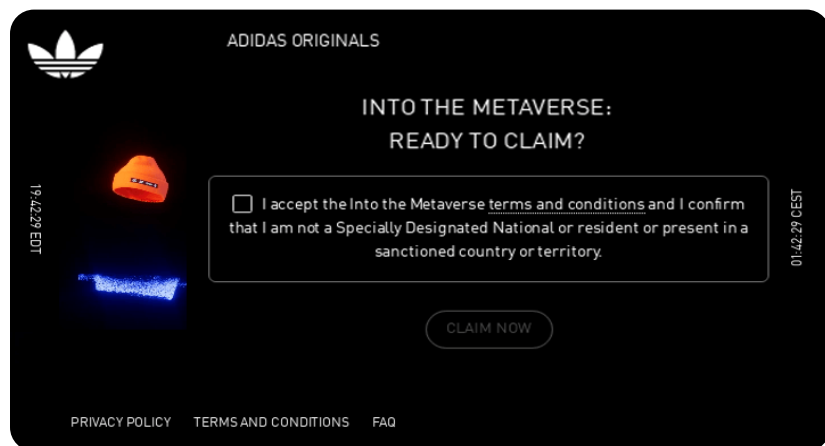 ADIDAS ORIGINALS
INTO THE METAVERSE:
READY TO CLAIM?
I accept the Into the Metaverse terms and conditions and I confirm
that I am not a Specially Designated National or resident or present in a
sanctioned country or territory.
CLAIM NOW
19:42:29 EDT
01:42:29 CEST
PRIVACY POLICY TERMS AND CONDITIONS FAQ